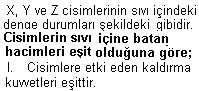 X, Y ve Z cisimlerinin sıvı içindeki
denge durumları şekildeki gibidir.
Cisimlerin sıvı içine batan
hacimleri eşit olduğuna göre;
I. Cisimlere etki eden kaldırma
kuvvetleri eşittir.